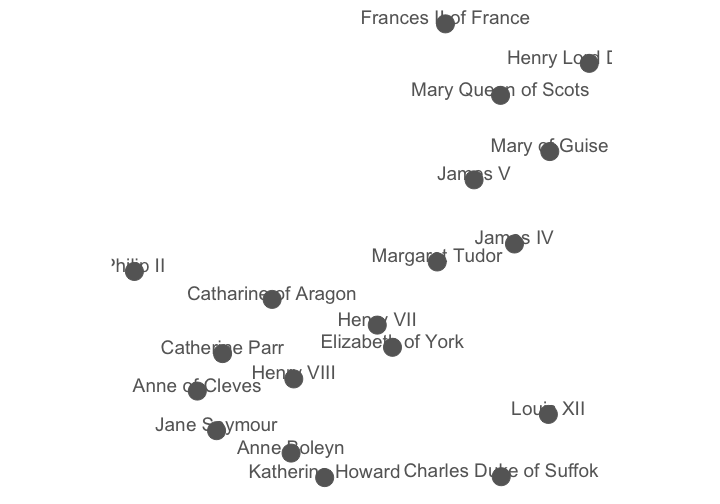 Frances II of France
Henry Lord D
Mary Queen of Scots
Mary of Guise
James V
James IV
Margaret Tudor
Philip II
Catharine of Aragon
Henry VII
Elizabeth of York
Catherine Parr
Henry VIII
Anne of Cleves
Louis XII
Jane Seymour
Anne Boleyn
Katherine Howard
Charles Duke of Suffok